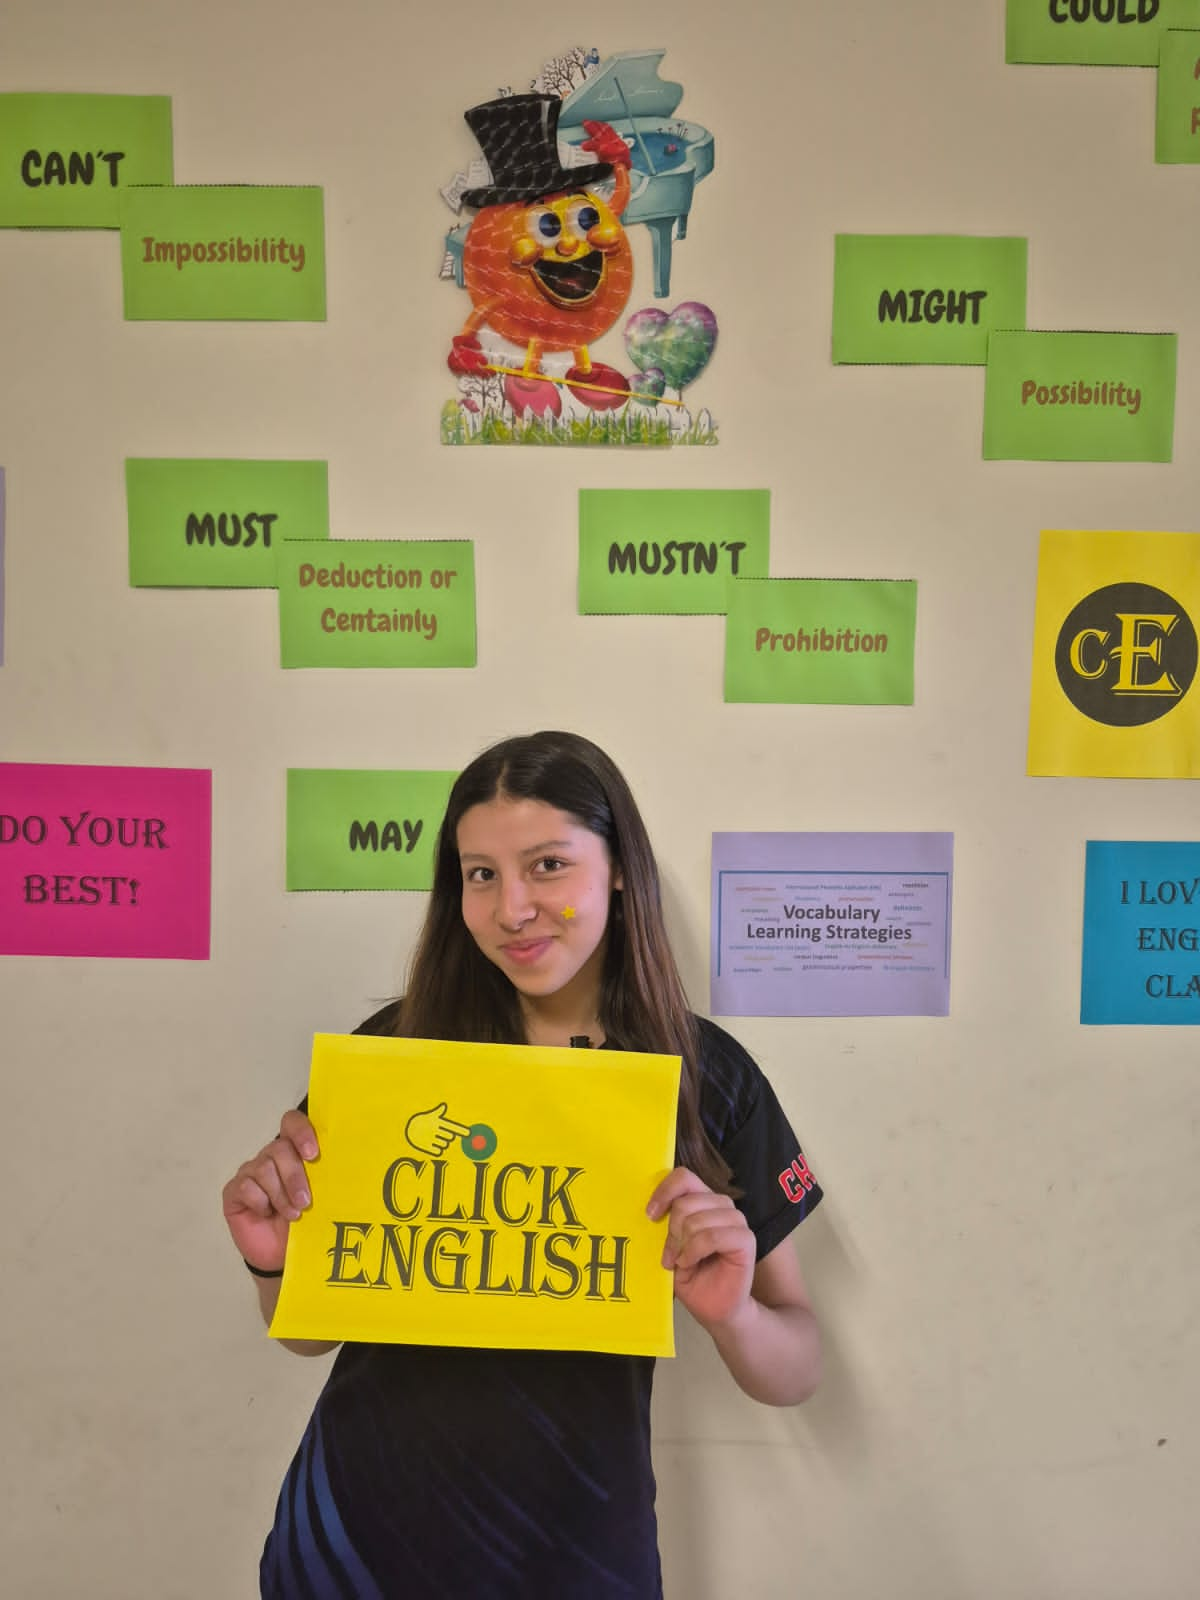 COULD
CAN´T
Impossibility
MIGHT
Possibility
MUST
Deduction or
Centainly
MUSTN´T
Prohibition
CE
DO YOUR
BEST!
MAY
Vocabulary
Learning Strategies
I LOV
ENG
CLA
CLICK
ENGLISH
CH